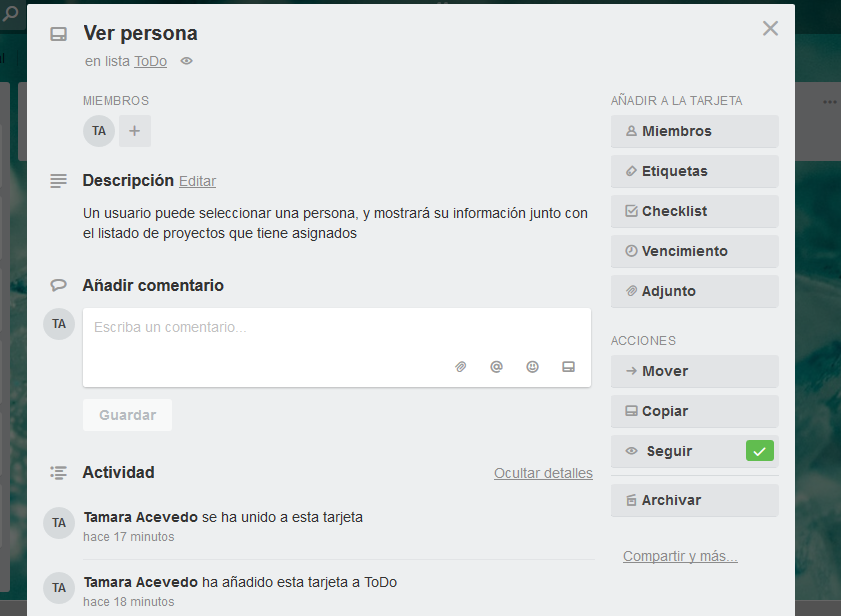 Ver persona
en lista ToDo
MIEMBROS
TA
Descripción Editar
Un usuario puede seleccionar una persona, y mostrará su información junto con
el listado de proyectos que tiene asignados
Añadir comentario
TA
Escriba un comentario...
Guardar
Actividad
Ocultar detalles
TA
Tamara Acevedo se ha unido a esta tarjeta
hace 17 minutos
TA
Tamara Acevedo ha añadido esta tarjeta a ToDo
hace 18 minutos
AÑADIR A LA TARJETA
Miembros
Etiquetas
Checklist
Vencimiento
Adjunto
ACCIONES
Mover
Copiar
Seguir
Archivar
Compartir y más...